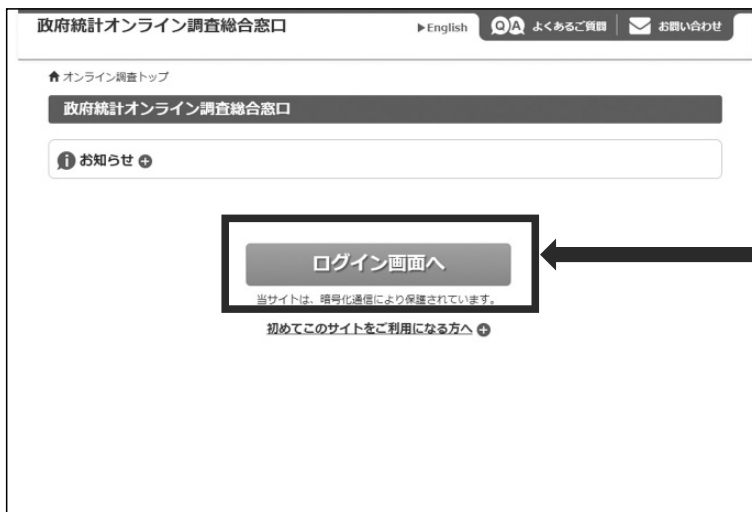 政府統計オンライン調査総合窓口
▶English
QA よくあるご質問
お問い合わせ
オンライン調査トップ
政府統計オンライン調査総合窓口
お知らせ
ログイン画面へ
当サイトは、暗号化通信により保護されています。
初めてこのサイトをご利用になる方へ